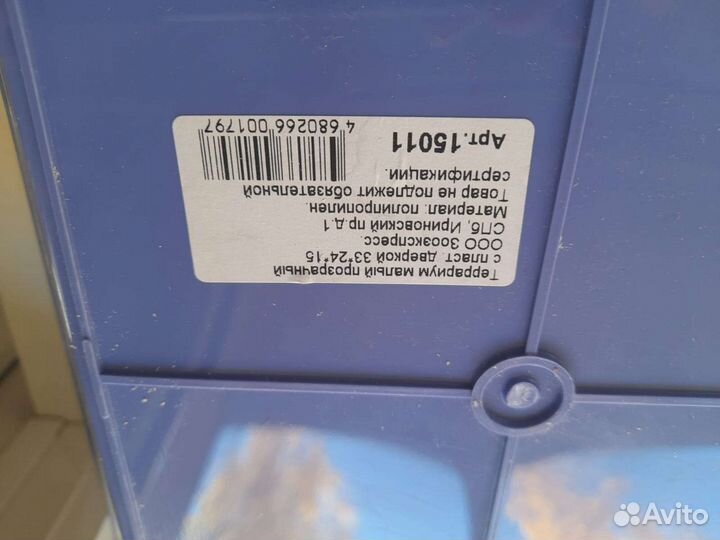 Террариум малый прозрачный
с пласт. дверкой 33*24*15
ООО Зооэкспресс.
СПб, Ириновский пр.д.1
Материал: полипропилен.
Товар не подлежит обязательной
сертификации.
Арт.15011
4 680266 001797
Avito